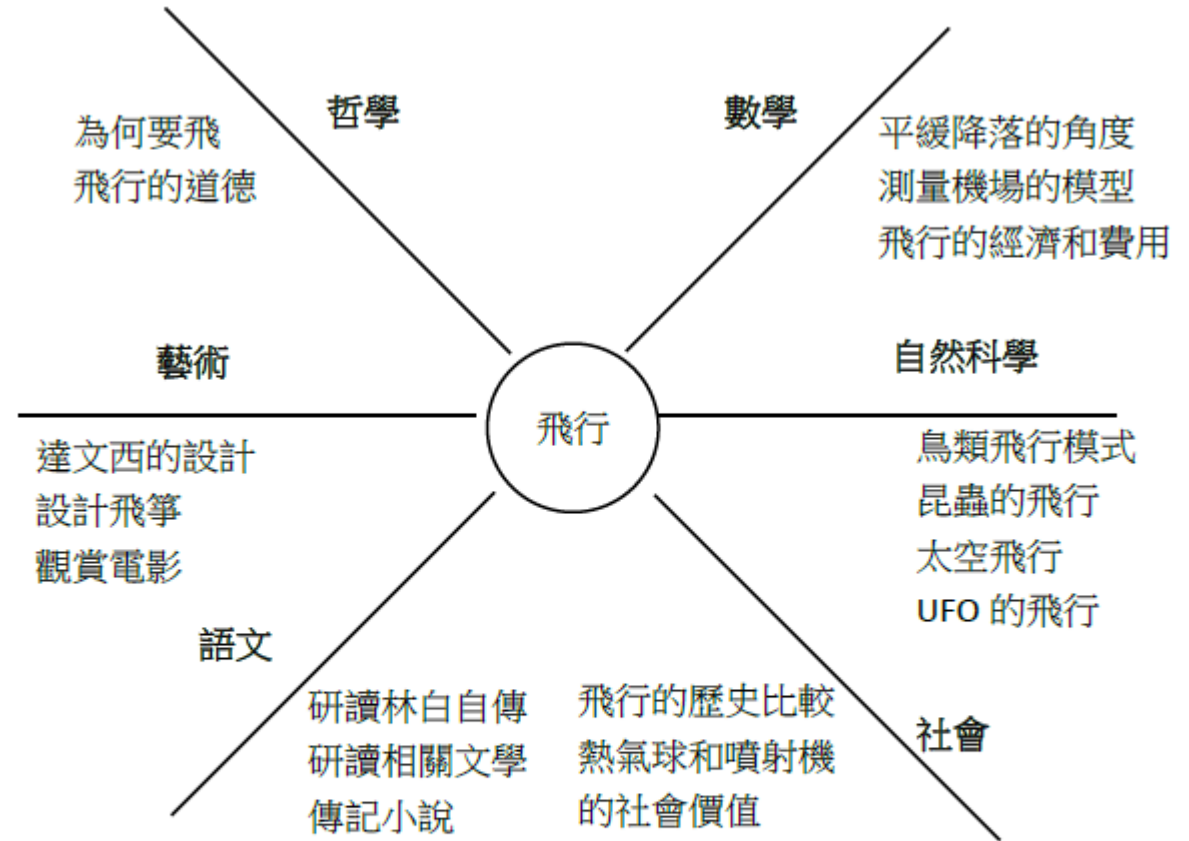 哲學
為何要飛
飛行的道德
數學
平緩降落的角度
測量機場的模型
飛行的經濟和費用
藝術
達文西的設計
設計飛箏
觀賞電影
飛行
自然科學
鳥類飛行模式
昆蟲的飛行
太空飛行
UFO 的飛行
語文
研讀林白自傳
研讀相關文學
傳記小說
社會
飛行的歷史比較
熱氣球和噴射機
的社會價值